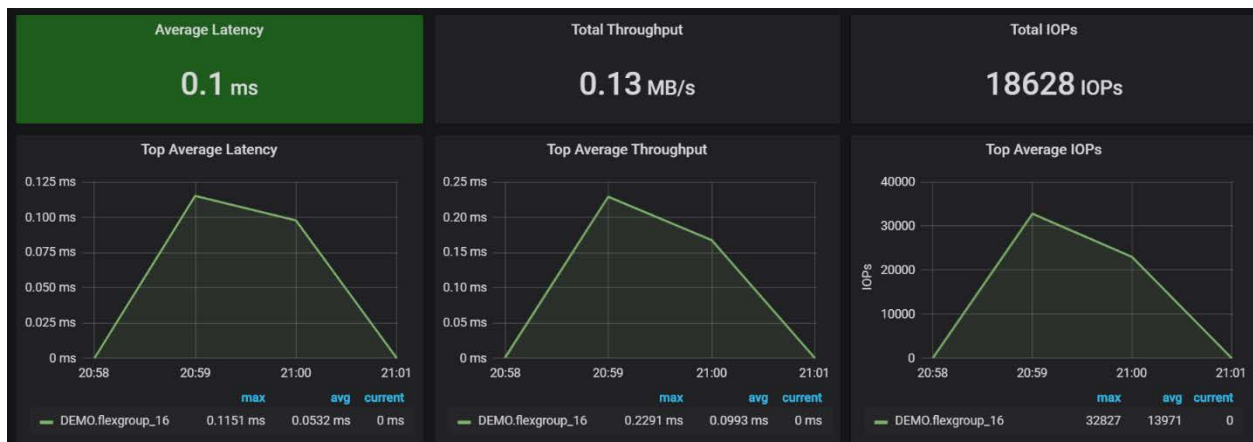 Average Latency
0.1 ms
Total Throughput
0.13 MB/s
Total IOPs
18628 IOPs
Top Average Latency
0.125 ms
0.100 ms
0.075 ms
0.050 ms
0.025 ms
0 ms
20:58 20:59 21:00 21:01
max avg current
DEMO.flexgroup_16 0.1151 ms 0.0532 ms 0 ms
Top Average Throughput
0.25 ms
0.20 ms
0.15 ms
0.10 ms
0.05 ms
0 ms
20:58 20:59 21:00 21:01
max avg current
DEMO.flexgroup_16 0.2291 ms 0.0993 ms 0 ms
Top Average IOPs
IOPs
40000
30000
20000
10000
0
20:58 20:59 21:00 21:01
max avg current
DEMO.flexgroup_16 32827 13971 0